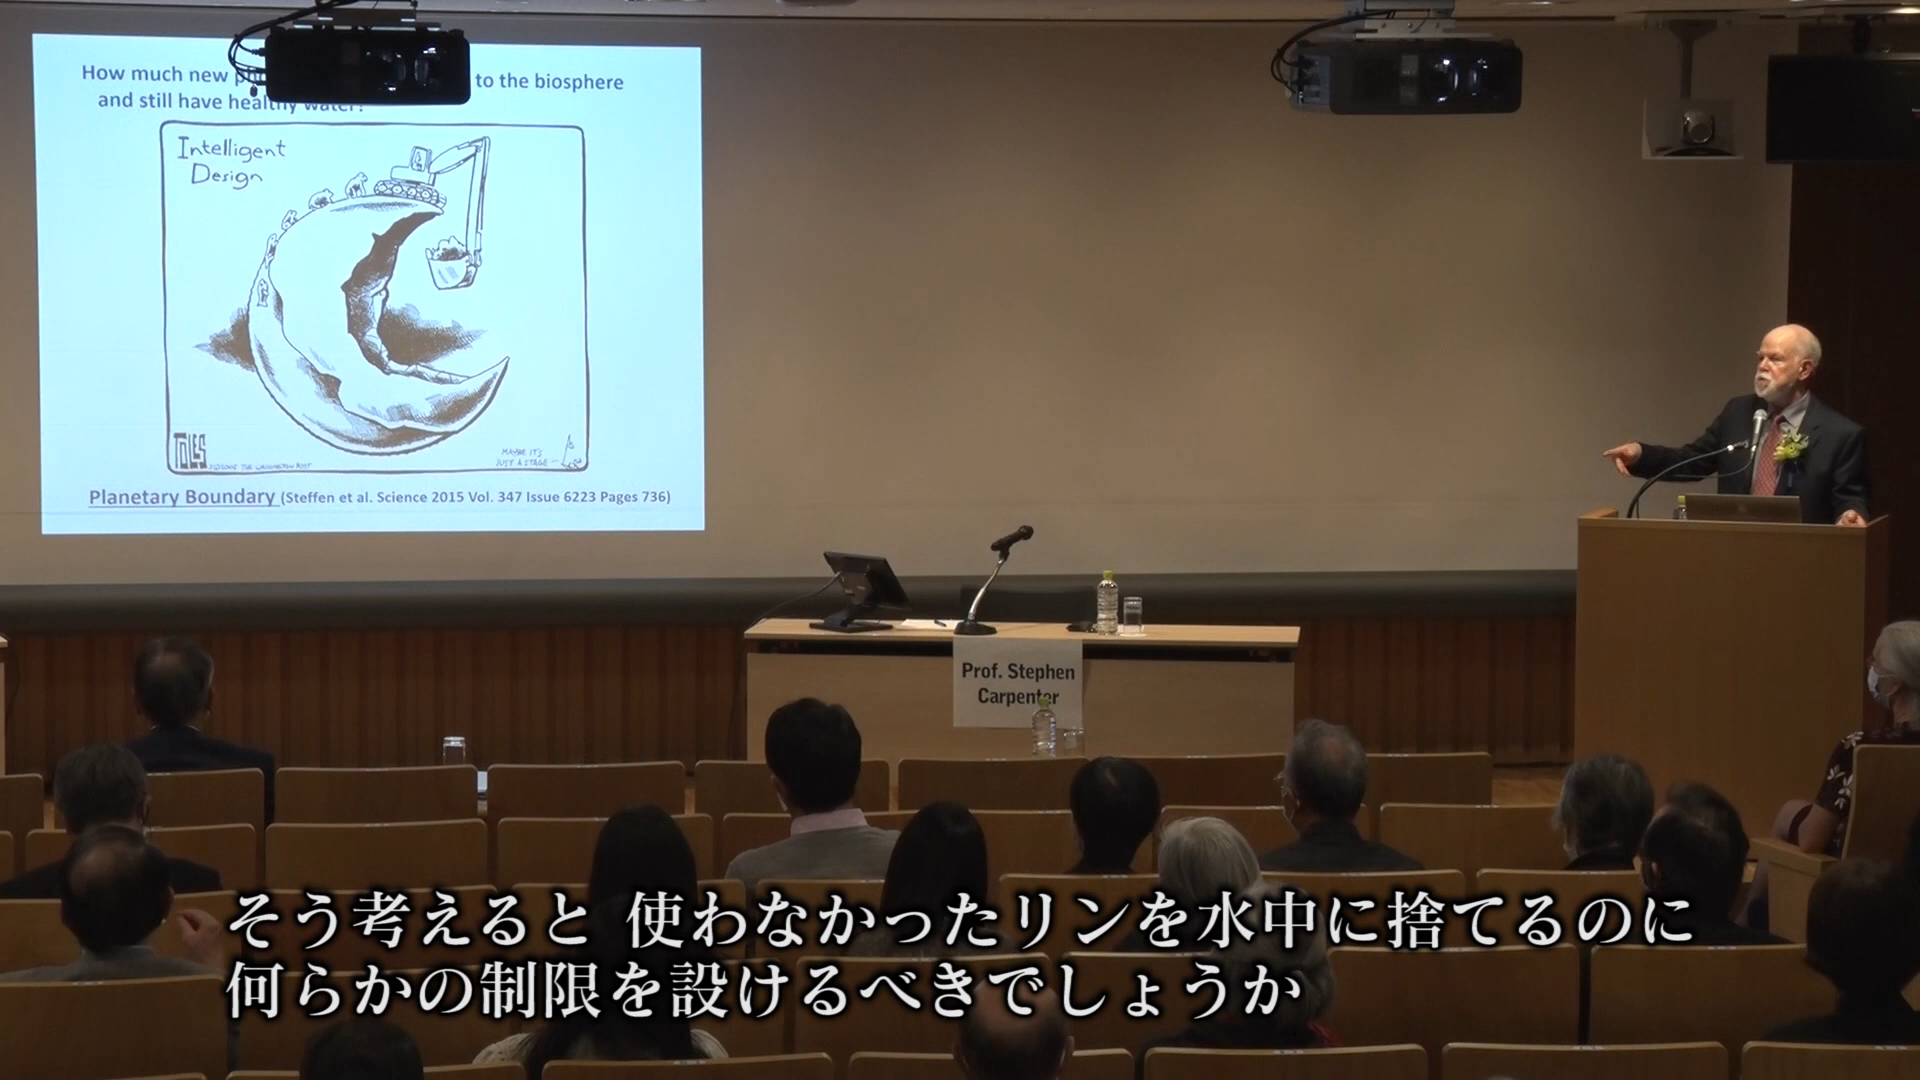 How much new to the biosphere
and still have healthy water?
Intelligent
Design
TOLES
THE WASHINGTON POST
MAYBE IT'S
JUST A STAGE
Planetary Boundary (Steffen et al. Science 2015 Vol. 347 Issue 6223 Pages 736)
Prof. Stephen
Carpenter
そう考えると 使わなかったリンを水中に捨てるのに
何らかの制限を設けるべきでしょうか